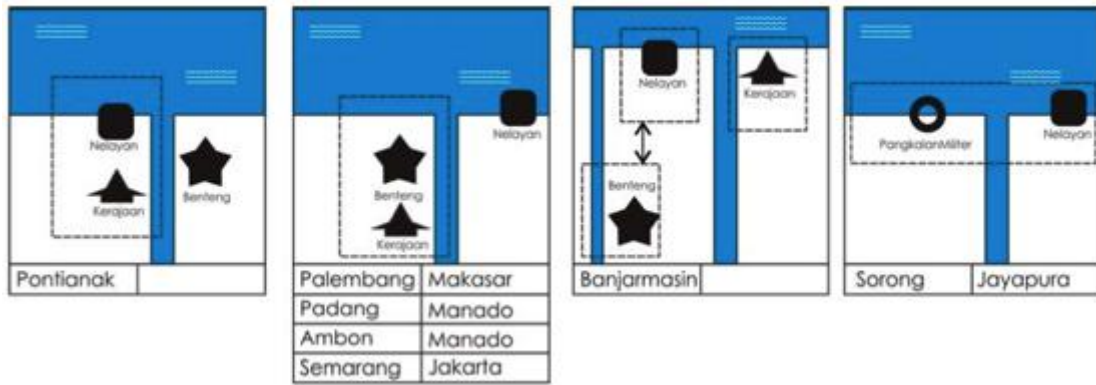 Nelayan
Kerajaan
Benteng
Pontianak
Nelayan
Benteng
Kerajaan
Palembang Makasar
Padang Manado
Ambon Manado
Semarang Jakarta
Nelayan
Kerajaan
Benteng
Banjarmasin
PangkalanMiliter
Nelayan
Sorong Jayapura